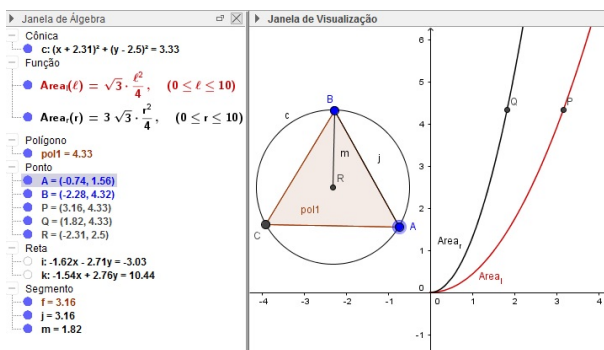 Janela de Álgebra
Cônica
c: (x + 2.31)² + (y - 2.5)² = 3.33
Função
Areaₗ(ℓ) = √3 · ℓ²/4 , (0 ≤ ℓ ≤ 10)
Areaᵣ(r) = 3 √3 · r²/4 , (0 ≤ r ≤ 10)
Polígono
pol1 = 4.33
Ponto
A = (-0.74, 1.56)
B = (-2.28, 4.32)
P = (3.16, 4.33)
Q = (1.82, 4.33)
R = (-2.31, 2.5)
Reta
i: -1.62x - 2.71y = -3.03
k: -1.54x + 2.76y = 10.44
Segmento
f = 3.16
j = 3.16
m = 1.82
Janela de Visualização
6
5
4
3
2
1
0
-1
-4 -3 -2 -1 0 1 2 3 4
c
B
m
j
R
pol1
C
A
Q
P
Areaᵣ
Areaₗ